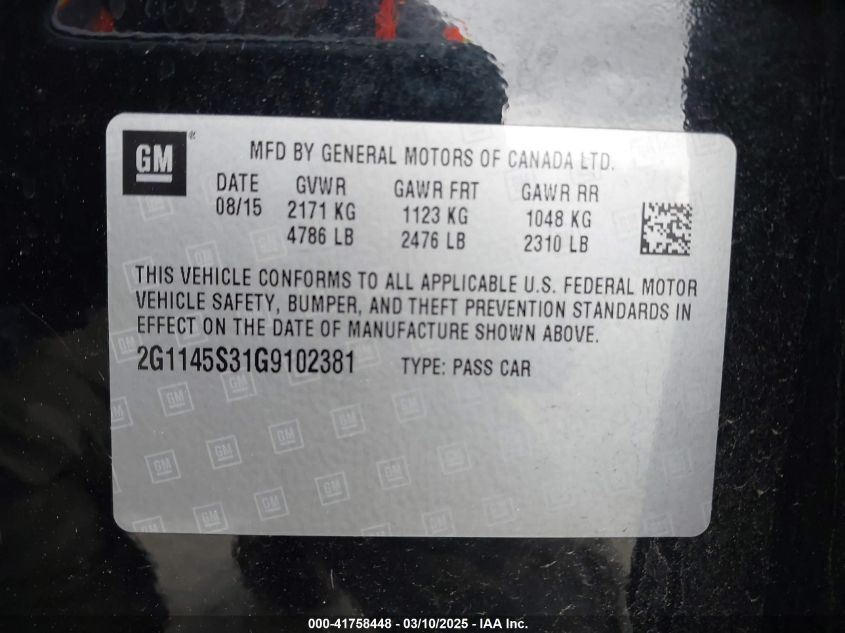 GM ®
MFD BY GENERAL MOTORS OF CANADA LTD.
DATE GVWR GAWR FRT GAWR RR
08/15 2171 KG 1123 KG 1048 KG
4786 LB 2476 LB 2310 LB
THIS VEHICLE CONFORMS TO ALL APPLICABLE U.S. FEDERAL MOTOR
VEHICLE SAFETY, BUMPER, AND THEFT PREVENTION STANDARDS IN
EFFECT ON THE DATE OF MANUFACTURE SHOWN ABOVE.
2G1145S31G9102381 TYPE: PASS CAR
000-41758448 - 03/10/2025 - IAA Inc.